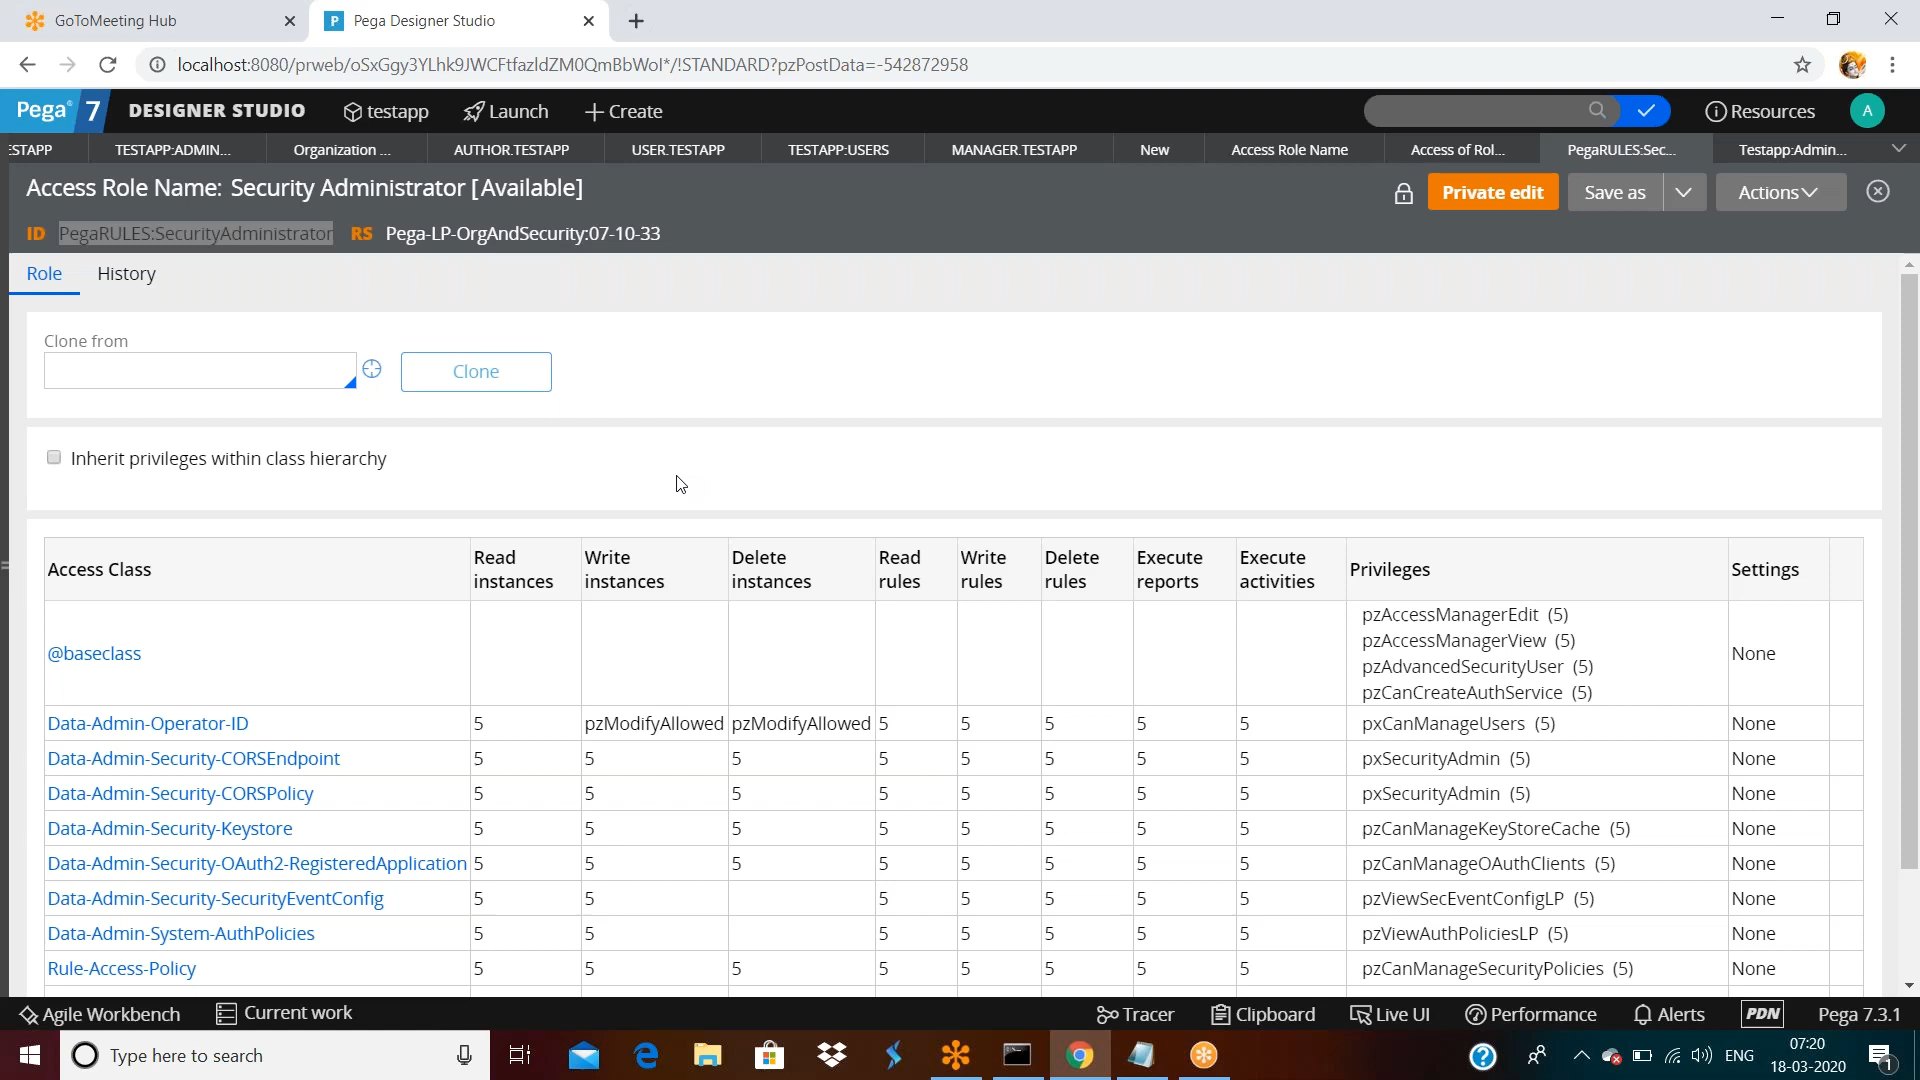 GoToMeeting Hub
Pega Designer Studio
localhost:8080/prweb/oSxGgy3YLhk9JWCFtfazldZM0QmBbWoI*/!STANDARD?pzPostData=-542872958
Pega 7 DESIGNER STUDIO testapp Launch Create Resources A
ESTAPP TESTAPP:ADMIN... Organization ... AUTHOR.TESTAPP USER.TESTAPP TESTAPP:USERS MANAGER.TESTAPP New Access Role Name Access of Rol... PegaRULES:Sec... Testapp:Admin...
Access Role Name: Security Administrator [Available] Private edit Save as Actions
ID PegaRULES:SecurityAdministrator RS Pega-LP-OrgAndSecurity:07-10-33
Role History
Clone from
Clone
Inherit privileges within class hierarchy
Access Class Read instances Write instances Delete instances Read rules Write rules Delete rules Execute reports Execute activities Privileges Settings
@baseclass pzAccessManagerEdit (5) None
pzAccessManagerView (5)
pzAdvancedSecurityUser (5)
pzCanCreateAuthService (5)
Data-Admin-Operator-ID 5 pzModifyAllowed pzModifyAllowed 5 5 5 5 5 pxCanManageUsers (5) None
Data-Admin-Security-CORSEndpoint 5 5 5 5 5 5 5 5 pxSecurityAdmin (5) None
Data-Admin-Security-CORSPolicy 5 5 5 5 5 5 5 5 pxSecurityAdmin (5) None
Data-Admin-Security-Keystore 5 5 5 5 5 5 5 5 pzCanManageKeyStoreCache (5) None
Data-Admin-Security-OAuth2-RegisteredApplication 5 5 5 5 5 5 5 5 pzCanManageOAuthClients (5) None
Data-Admin-Security-SecurityEventConfig 5 5 5 5 5 5 5 pzViewSecEventConfigLP (5) None
Data-Admin-System-AuthPolicies 5 5 5 5 5 5 5 pzViewAuthPoliciesLP (5) None
Rule-Access-Policy 5 5 5 5 5 5 5 5 pzCanManageSecurityPolicies (5) None
Agile Workbench Current work Tracer Clipboard Live UI Performance Alerts PDN Pega 7.3.1
Type here to search ENG 07:20
18-03-2020 1